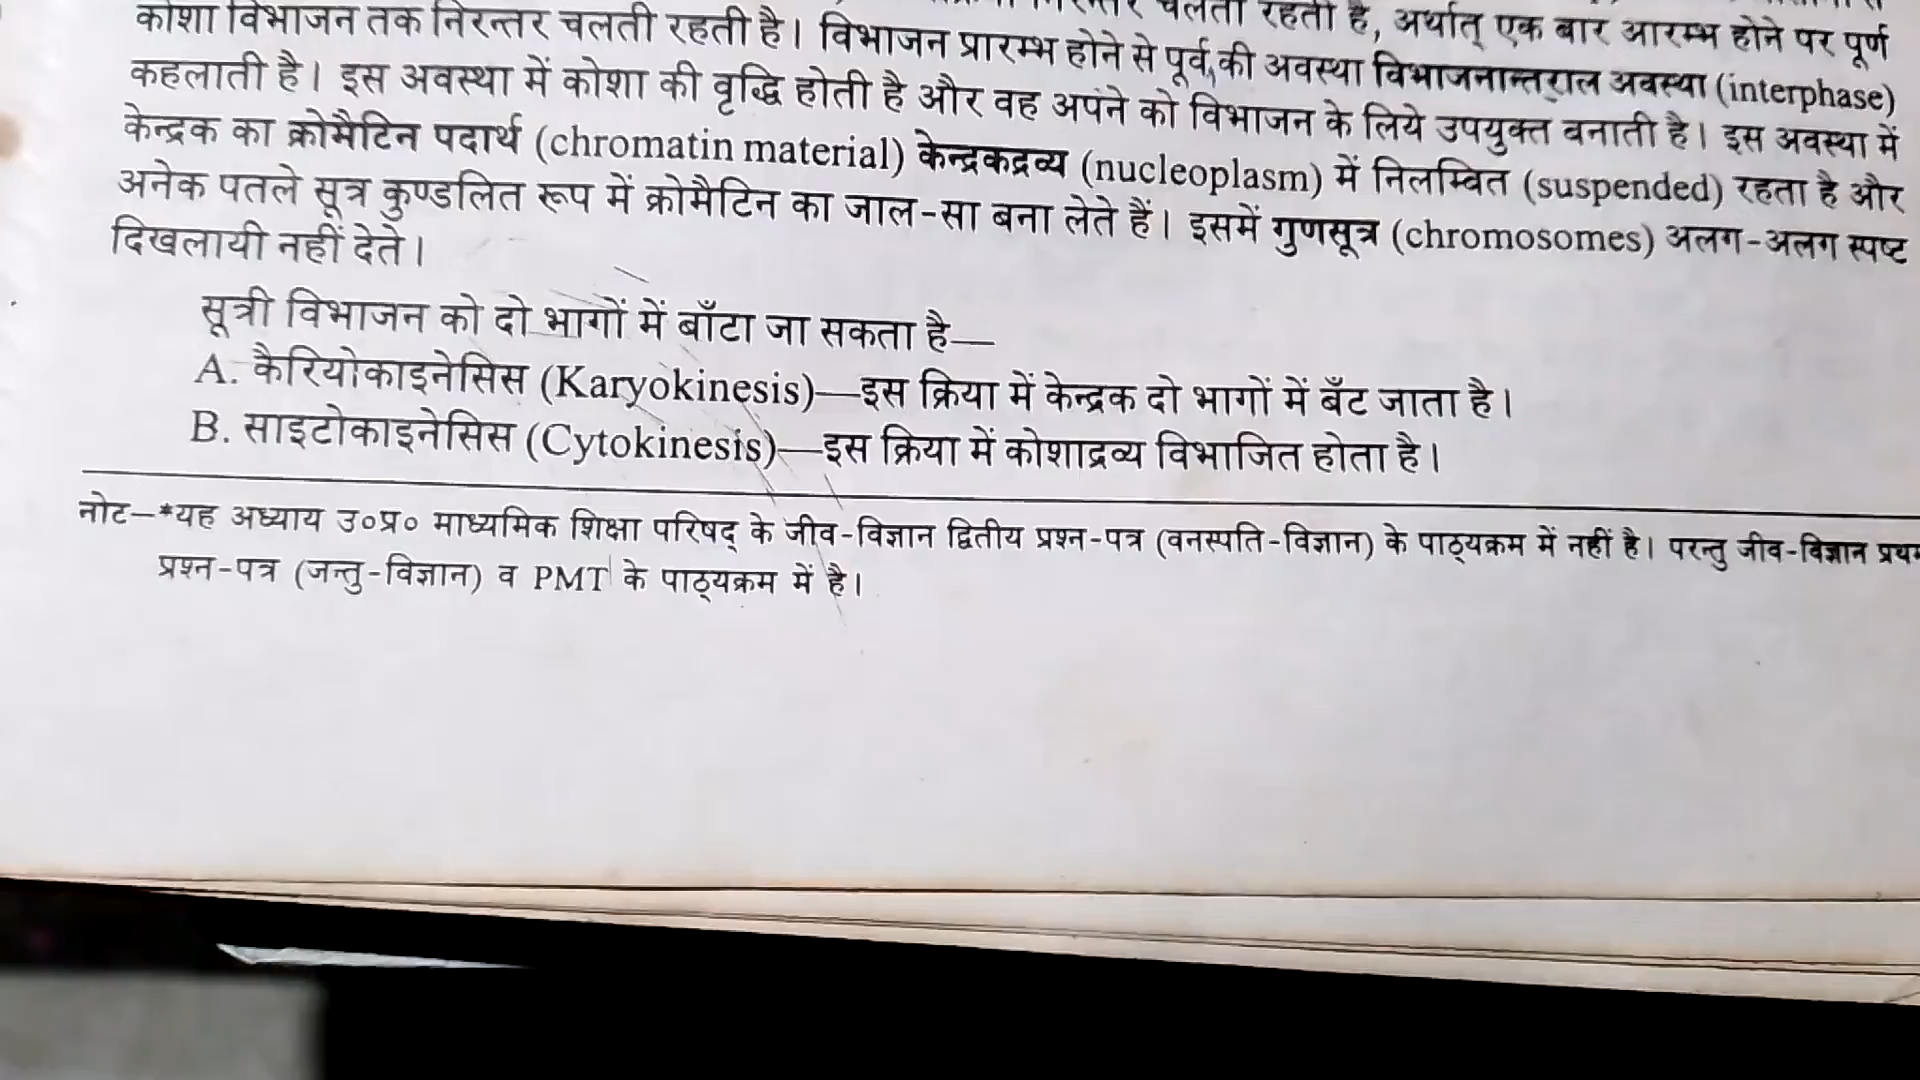 चलती रहती है, अर्थात् एक बार आरम्भ होने पर पूर्ण
कोशा विभाजन तक निरन्तर चलती रहती है। विभाजन प्रारम्भ होने से पूर्व की अवस्था विभाजनान्तराल अवस्था (interphase)
कहलाती है। इस अवस्था में कोशा की वृद्धि होती है और वह अपने को विभाजन के लिये उपयुक्त बनाती है। इस अवस्था में
केन्द्रक का क्रोमैटिन पदार्थ (chromatin material) केन्द्रकद्रव्य (nucleoplasm) में निलम्बित (suspended) रहता है और
अनेक पतले सूत्र कुण्डलित रूप में क्रोमैटिन का जाल-सा बना लेते हैं। इसमें गुणसूत्र (chromosomes) अलग-अलग स्पष्ट
दिखलायी नहीं देते।
सूत्री विभाजन को दो भागों में बाँटा जा सकता है—
A. कैरियोकाइनेसिस (Karyokinesis)—इस क्रिया में केन्द्रक दो भागों में बँट जाता है।
B. साइटोकाइनेसिस (Cytokinesis)—इस क्रिया में कोशाद्रव्य विभाजित होता है।
नोट—*यह अध्याय उ०प्र० माध्यमिक शिक्षा परिषद् के जीव-विज्ञान द्वितीय प्रश्न-पत्र (वनस्पति-विज्ञान) के पाठ्यक्रम में नहीं है। परन्तु जीव-विज्ञान प्रथम
प्रश्न-पत्र (जन्तु-विज्ञान) व PMT के पाठ्यक्रम में है।